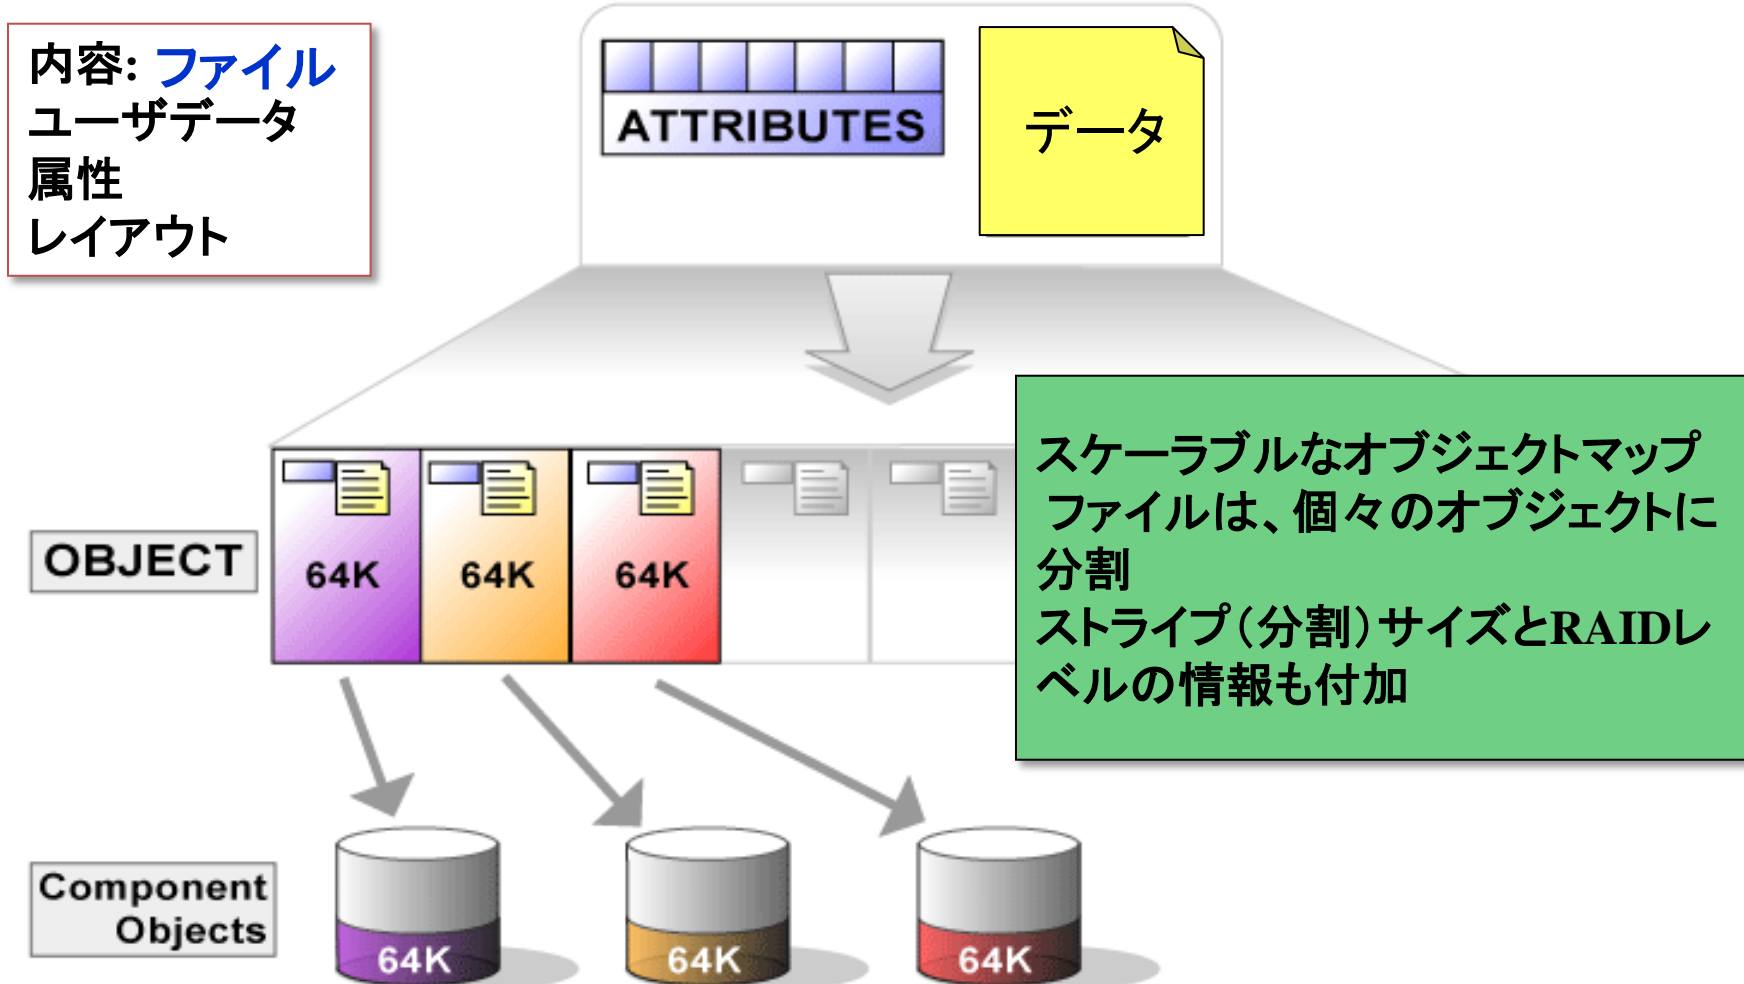 内容: ファイル
ユーザデータ
属性
レイアウト
ATTRIBUTES
データ
スケーラブルなオブジェクトマップ
ファイルは、個々のオブジェクトに
分割
ストライプ（分割）サイズとRAIDレ
ベルの情報も付加
OBJECT
64K
64K
64K
Component
Objects
64K
64K
64K